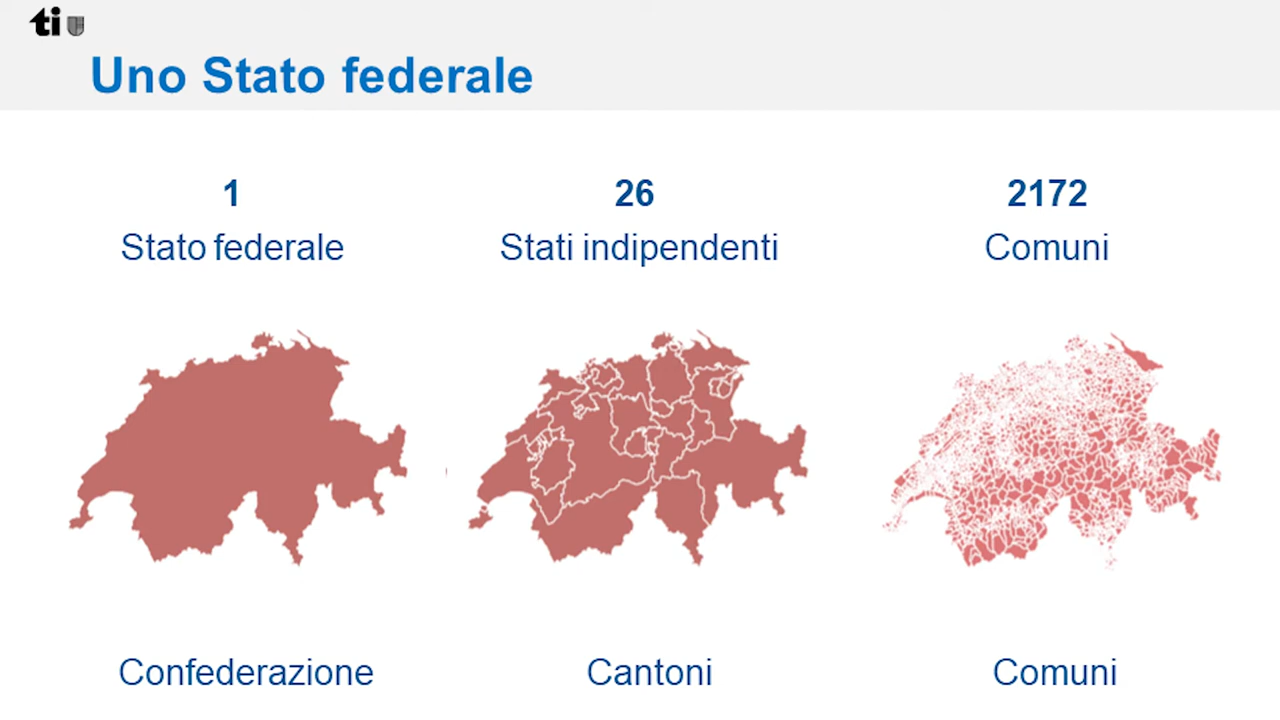 ti
Uno Stato federale
1
Stato federale
26
Stati indipendenti
2172
Comuni
Confederazione
Cantoni
Comuni